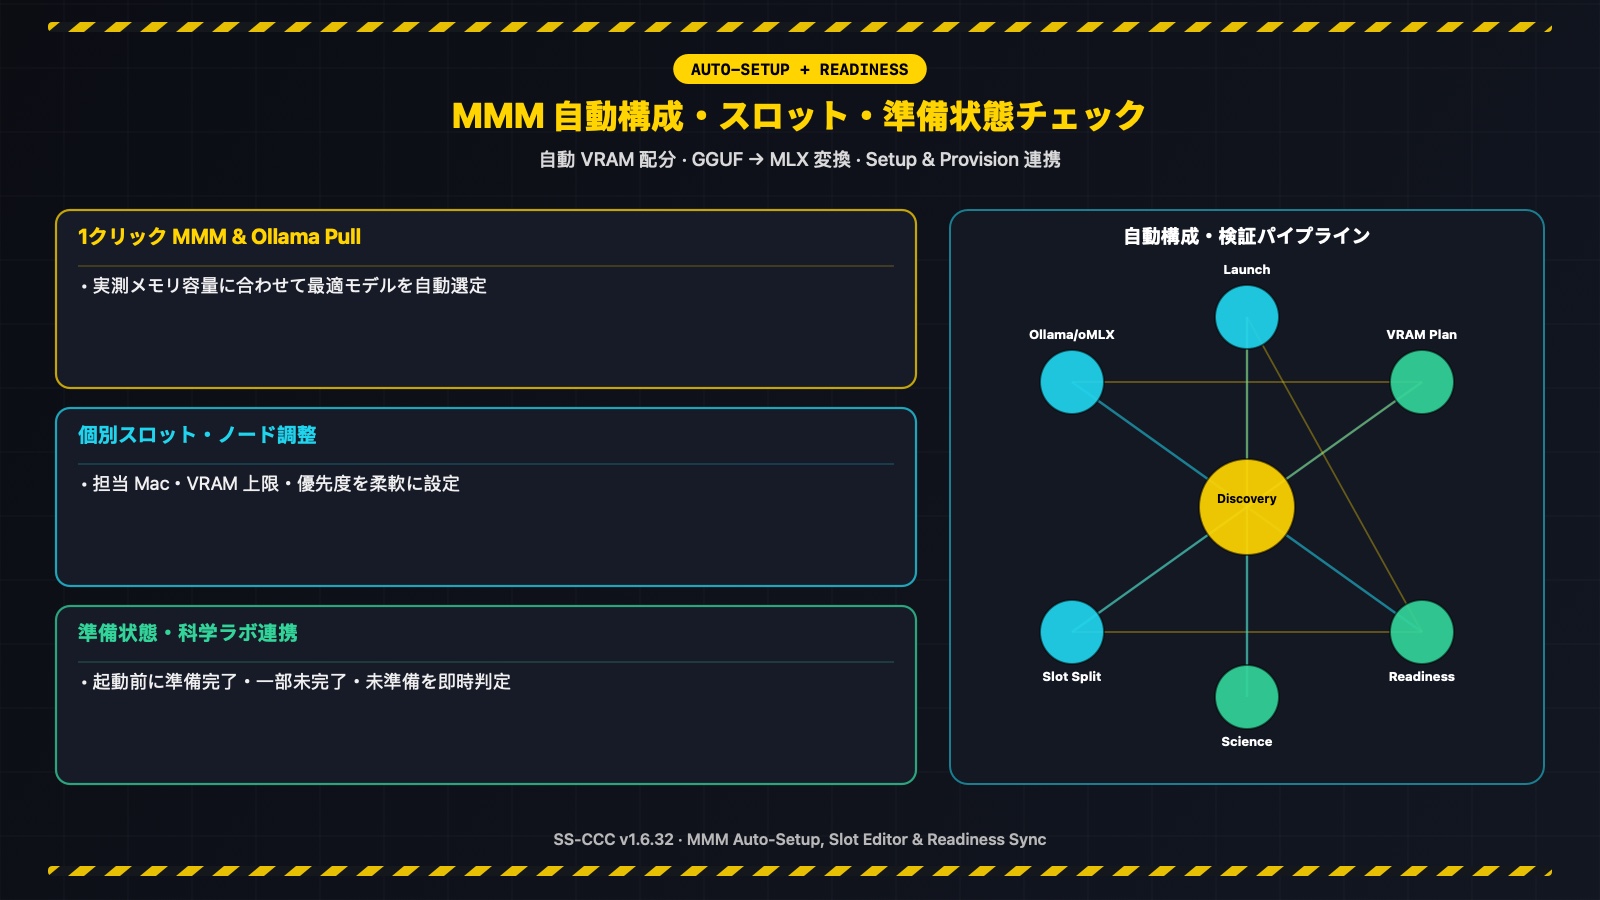 AUTO-SETUP + READINESS
MMM 自動構成・スロット・準備状態チェック
自動 VRAM 配分 · GGUF → MLX 変換 · Setup & Provision 連携
1クリック MMM & Ollama Pull
• 実測メモリ容量に合わせて最適モデルを自動選定
個別スロット・ノード調整
• 担当 Mac・VRAM 上限・優先度を柔軟に設定
準備状態・科学ラボ連携
• 起動前に準備完了・一部未完了・未準備を即時判定
自動構成・検証パイプライン
Launch
Ollama/oMLX
VRAM Plan
Discovery
Slot Split
Readiness
Science
SS-CCC v1.6.32 · MMM Auto-Setup, Slot Editor & Readiness Sync